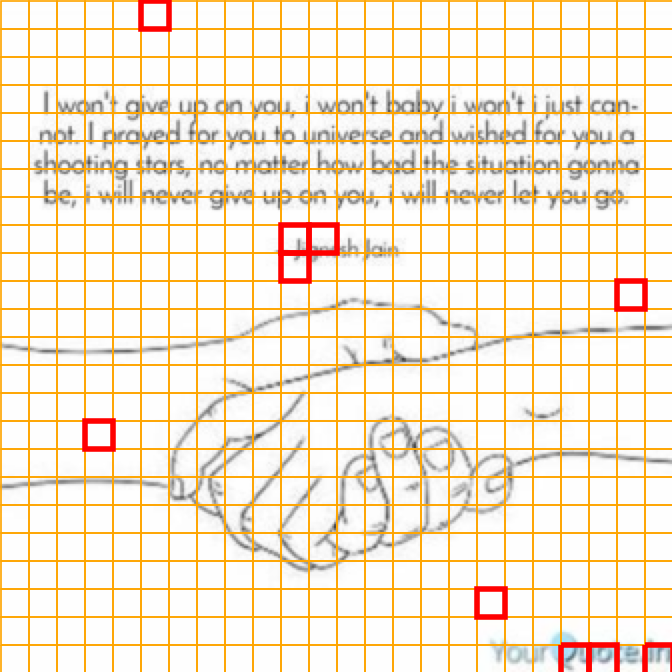 I won't give up on you, i won't baby i won't i just can-
not. I prayed for you to universe and wished for you a
shooting stars, no matter how bad the situation gonna
be, i will never give up on you, i will never let you go.
- Jignesh Jain
YourQuote.in